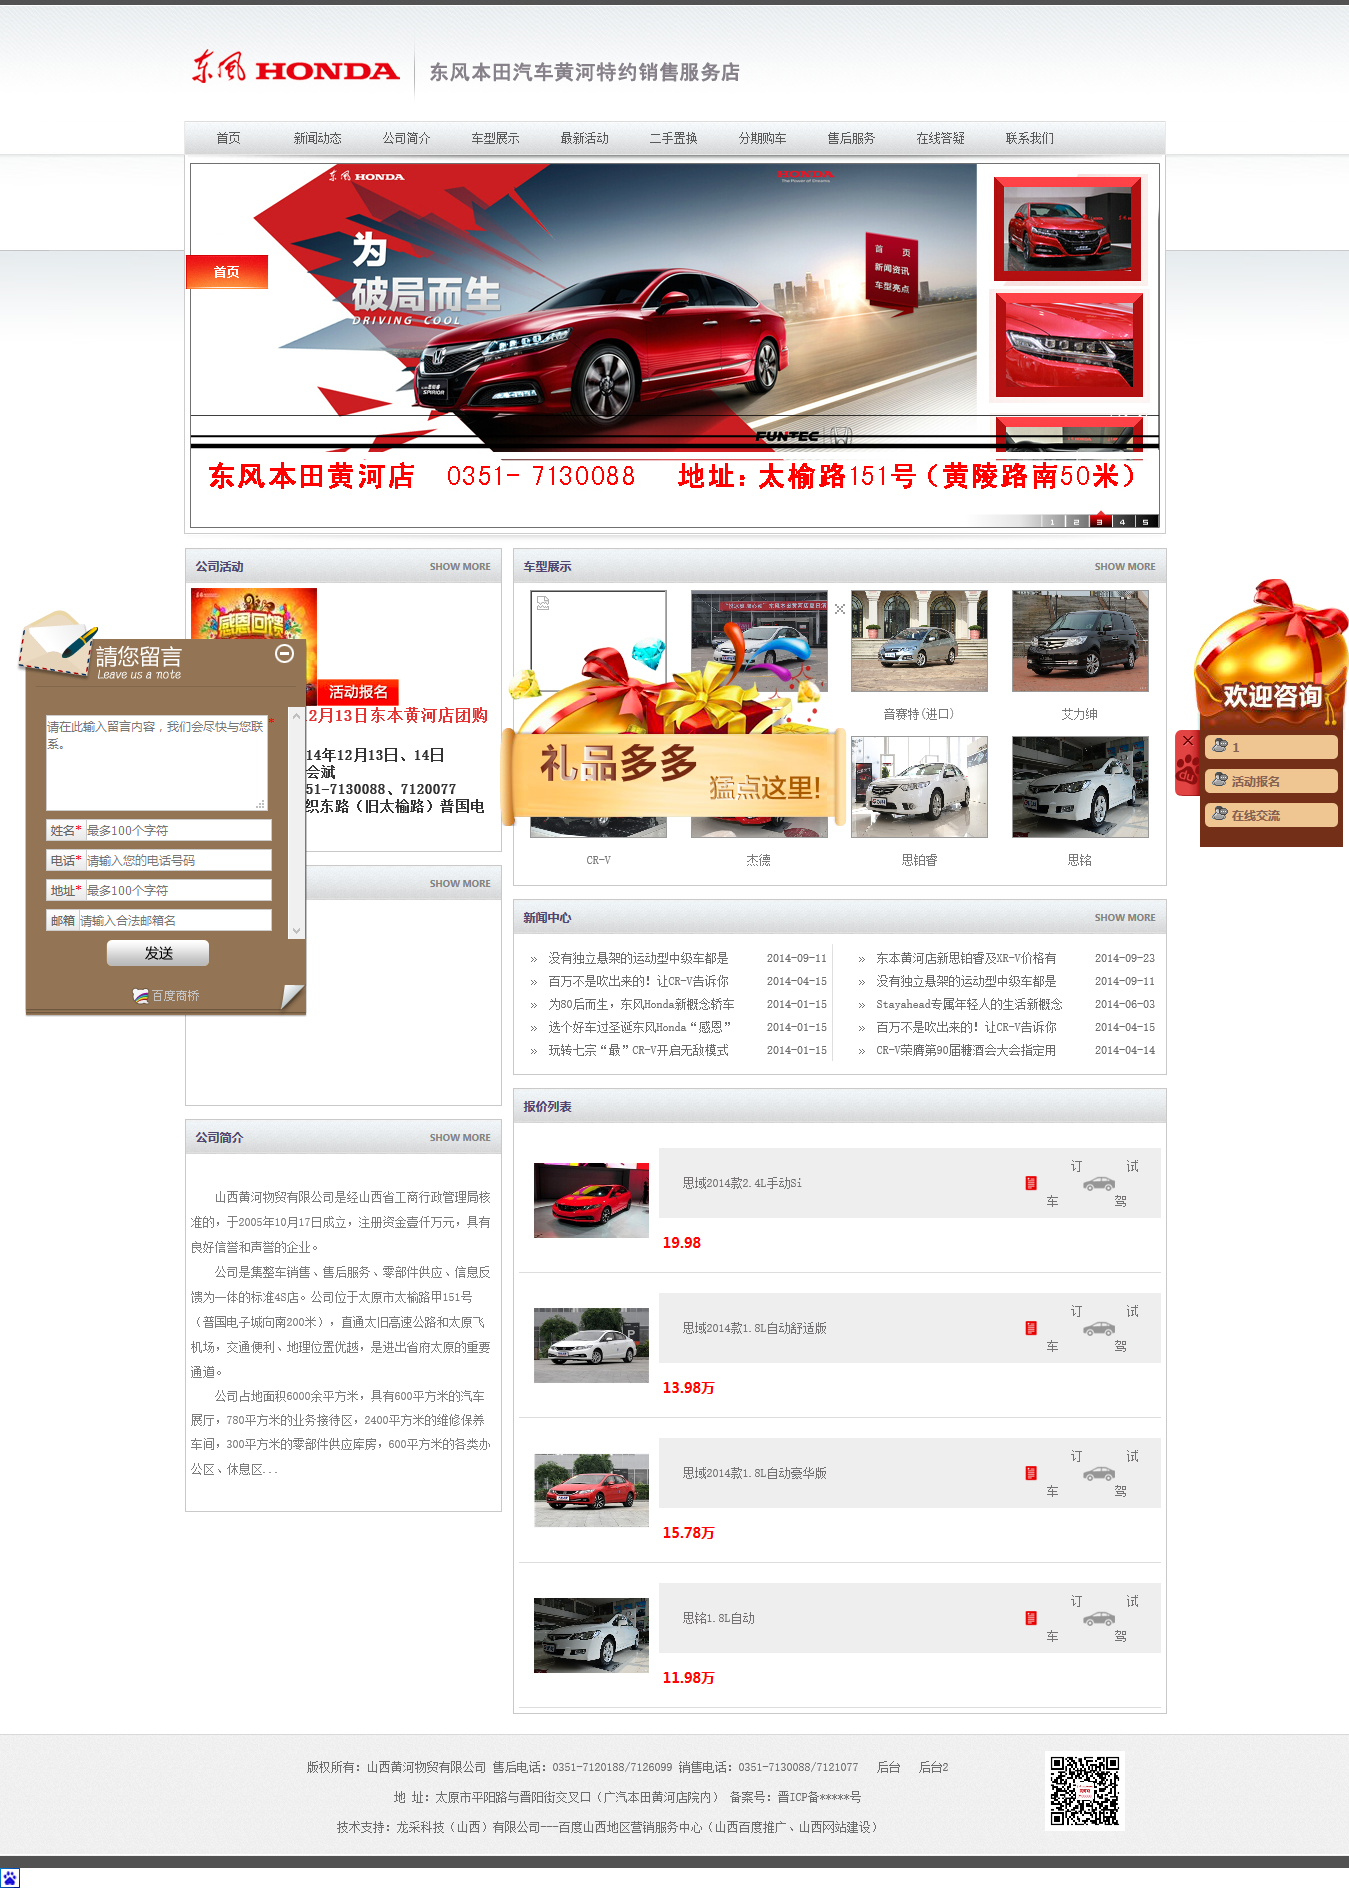 东风 HONDA 东风本田汽车黄河特约销售服务店
首页 新闻动态 公司简介 车型展示 最新活动 二手置换 分期购车 售后服务 在线答疑 联系我们
东风 HONDA
HONDA
The Power of Dreams
首页
为
破局而生
DRIVING COOL
首 页
新闻资讯
车型亮点
SPIRIOR
FUNTEC
东风本田黄河店 0351- 7130088 地址：太榆路151号（黄陵路南50米）
1 2 3 4 5
公司活动 SHOW MORE
感恩回馈
活动报名
12月13日东本黄河店团购
14年12月13日、14日
会斌
51-7130088、7120077
织东路（旧太榆路）普国电
SHOW MORE
請您留言
Leave us a note
请在此输入留言内容，我们会尽快与您联系。
*
姓名* 最多100个字符
电话* 请输入您的电话号码
地址* 最多100个字符
邮箱 请输入合法邮箱名
发送
百度商桥
公司简介 SHOW MORE
山西黄河物贸有限公司是经山西省工商行政管理局核
准的，于2005年10月17日成立，注册资金壹仟万元，具有
良好信誉和声誉的企业。
公司是集整车销售、售后服务、零部件供应、信息反
馈为一体的标准4S店。公司位于太原市太榆路甲151号
（普国电子城向南200米），直通太旧高速公路和太原飞
机场，交通便利、地理位置优越，是进出省府太原的重要
通道。
公司占地面积6000余平方米，具有600平方米的汽车
展厅，780平方米的业务接待区，2400平方米的维修保养
车间，300平方米的零部件供应库房，600平方米的各类办
公区、休息区...
车型展示 SHOW MORE
音赛特(进口) 艾力绅
礼品多多
猛点这里!
CR-V 杰德 思铂睿 思铭
欢迎咨询
du
1
活动报名
在线交流
新闻中心 SHOW MORE
» 没有独立悬架的运动型中级车都是 2014-09-11
» 百万不是吹出来的！让CR-V告诉你 2014-04-15
» 为80后而生，东风Honda新概念轿车 2014-01-15
» 选个好车过圣诞东风Honda“感恩” 2014-01-15
» 玩转七宗“最”CR-V开启无敌模式 2014-01-15
» 东本黄河店新思铂睿及XR-V价格有 2014-09-23
» 没有独立悬架的运动型中级车都是 2014-09-11
» Stayahead专属年轻人的生活新概念 2014-06-03
» 百万不是吹出来的！让CR-V告诉你 2014-04-15
» CR-V荣膺第90届糖酒会大会指定用 2014-04-14
报价列表
思域2014款2.4L手动Si 订车 试驾
19.98
思域2014款1.8L自动舒适版 订车 试驾
13.98万
思域2014款1.8L自动豪华版 订车 试驾
15.78万
思铭1.8L自动 订车 试驾
11.98万
版权所有：山西黄河物贸有限公司 售后电话：0351-7120188/7126099 销售电话：0351-7130088/7121077 后台 后台2
地 址：太原市平阳路与晋阳街交叉口（广汽本田黄河店院内） 备案号：晋ICP备*****号
技术支持：龙采科技（山西）有限公司---百度山西地区营销服务中心（山西百度推广、山西网站建设）